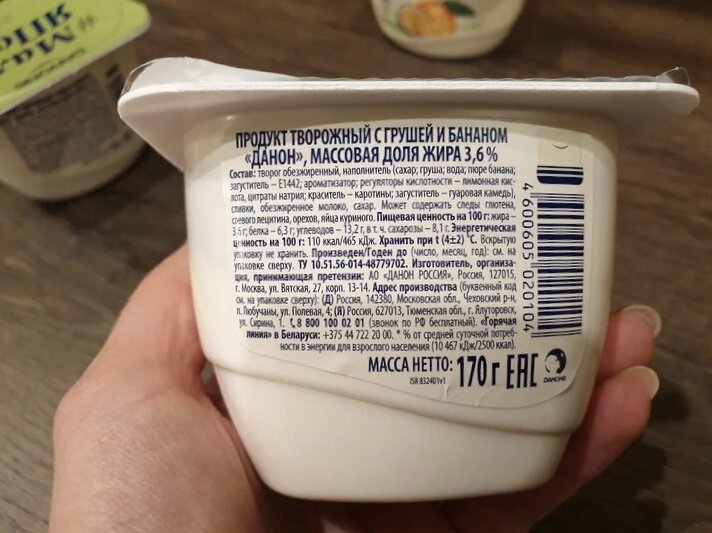 ПРОДУКТ ТВОРОЖНЫЙ С ГРУШЕЙ И БАНАНОМ
«ДАНОН», МАССОВАЯ ДОЛЯ ЖИРА 3,6 %
Состав: творог обезжиренный, наполнитель (сахар; груша; вода; пюре банана;
загуститель – Е1442; ароматизатор; регуляторы кислотности – лимонная кис-
лота, цитраты натрия; краситель – каротины; загуститель – гуаровая камедь),
сливки, обезжиренное молоко, сахар. Может содержать следы глютена,
соевого лецитина, орехов, яйца куриного. Пищевая ценность на 100 г: жира –
3,6 г; белка – 6,3 г; углеводов – 13,2 г, в т. ч. сахарозы – 8,1 г. Энергетическая
ценность на 100 г: 110 ккал/465 кДж. Хранить при t (4±2) °С. Вскрытую
упаковку не хранить. Произведен/Годен до (число, месяц, год): см. на
упаковке сверху. ТУ 10.51.56-014-48779702. Изготовитель, организа-
ция, принимающая претензии: АО «ДАНОН РОССИЯ», Россия, 127015,
г. Москва, ул. Вятская, 27, корп. 13-14. Адрес производства (буквенный код
см. на упаковке сверху): (Д) Россия, 142380, Московская обл., Чеховский р-н,
п. Любучаны, ул. Полевая, 4; (Я) Россия, 627013, Тюменская обл., г. Ялуторовск,
ул. Сирина, 1. 8 800 100 02 01 (звонок по РФ бесплатный). «Горячая
линия» в Беларуси: +375 44 722 20 00. * % от средней суточной потреб-
ности в энергии для взрослого населения (10 467 кДж/2500 ккал).
МАССА НЕТТО: 170 г ЕАС
ISR 832401v1
DANONE
4 600605 020104